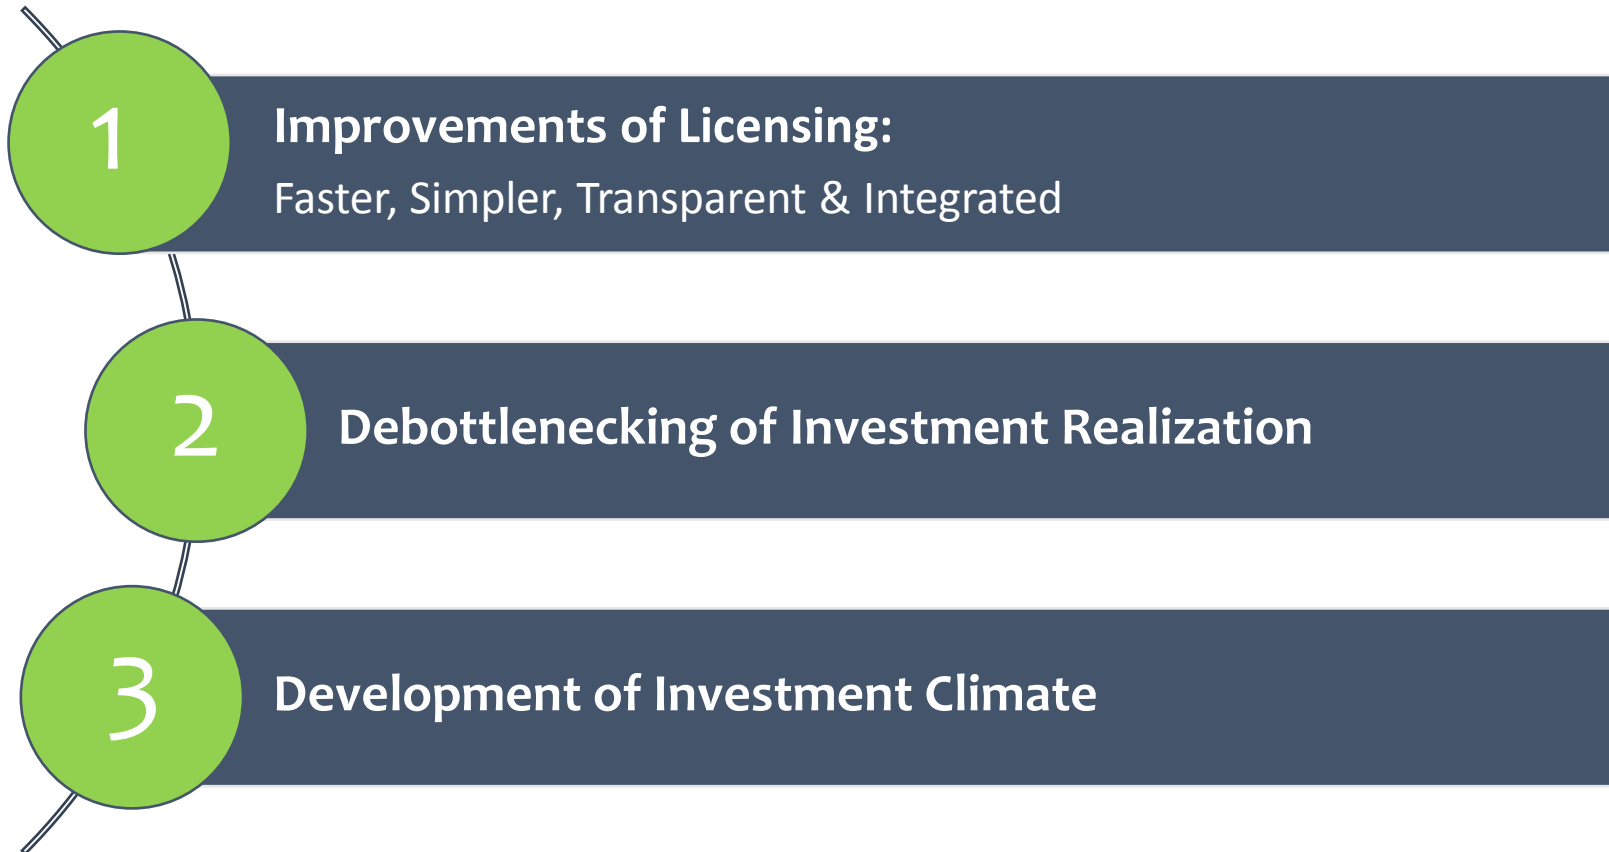 1
Improvements of Licensing:
Faster, Simpler, Transparent & Integrated
2
Debottlenecking of Investment Realization
3
Development of Investment Climate